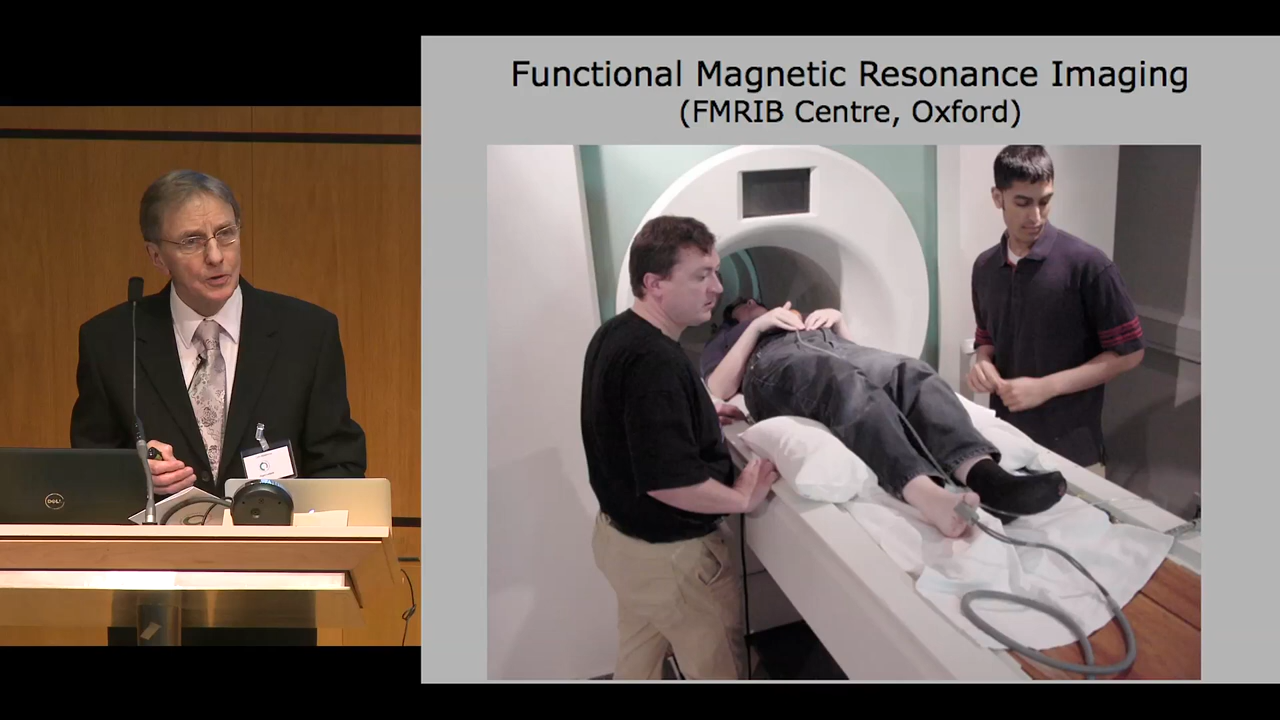 Functional Magnetic Resonance Imaging
(FMRIB Centre, Oxford)
DELL